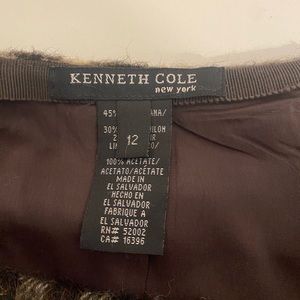 KENNETH COLE
new york
45%
30%
12
100% ACETATE/
ACETATO/ACÉTATE
MADE IN
EL SALVADOR
HECHO EN
EL SALVADOR
FABRIQUE A
EL SALVADOR
RN# 52002
CA# 16396